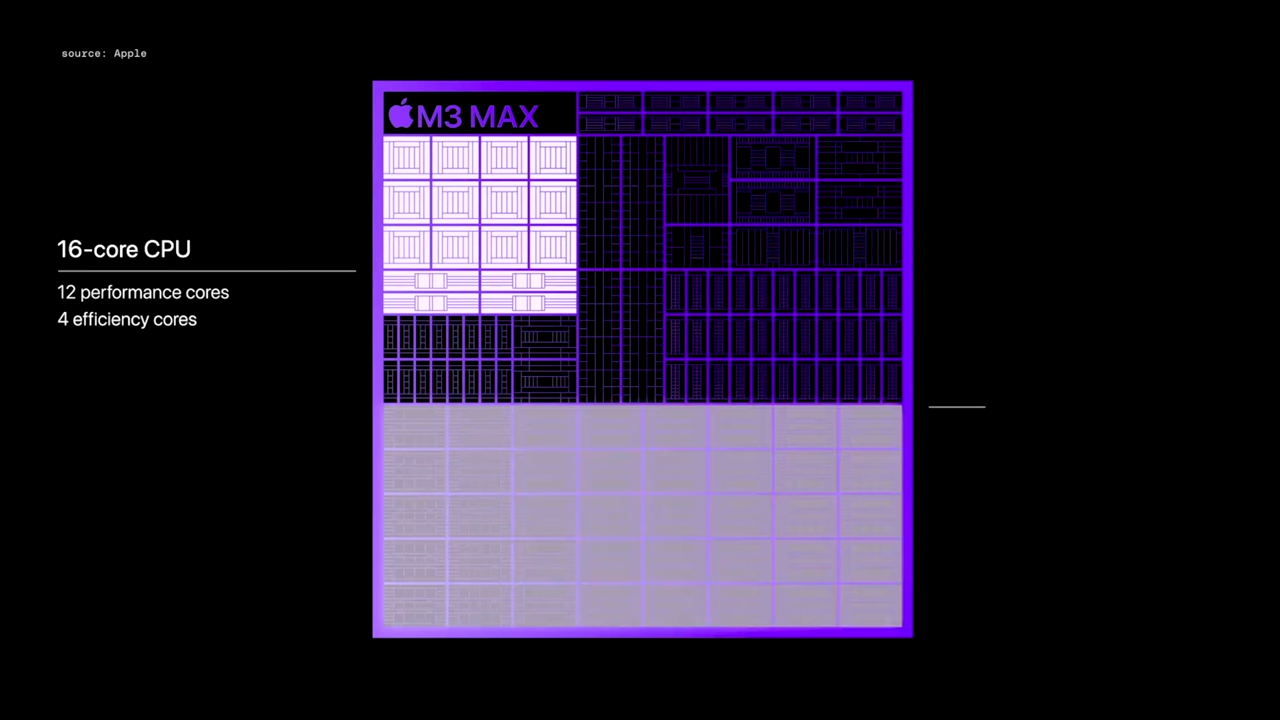 source: Apple
M3 MAX
16-core CPU
12 performance cores
4 efficiency cores